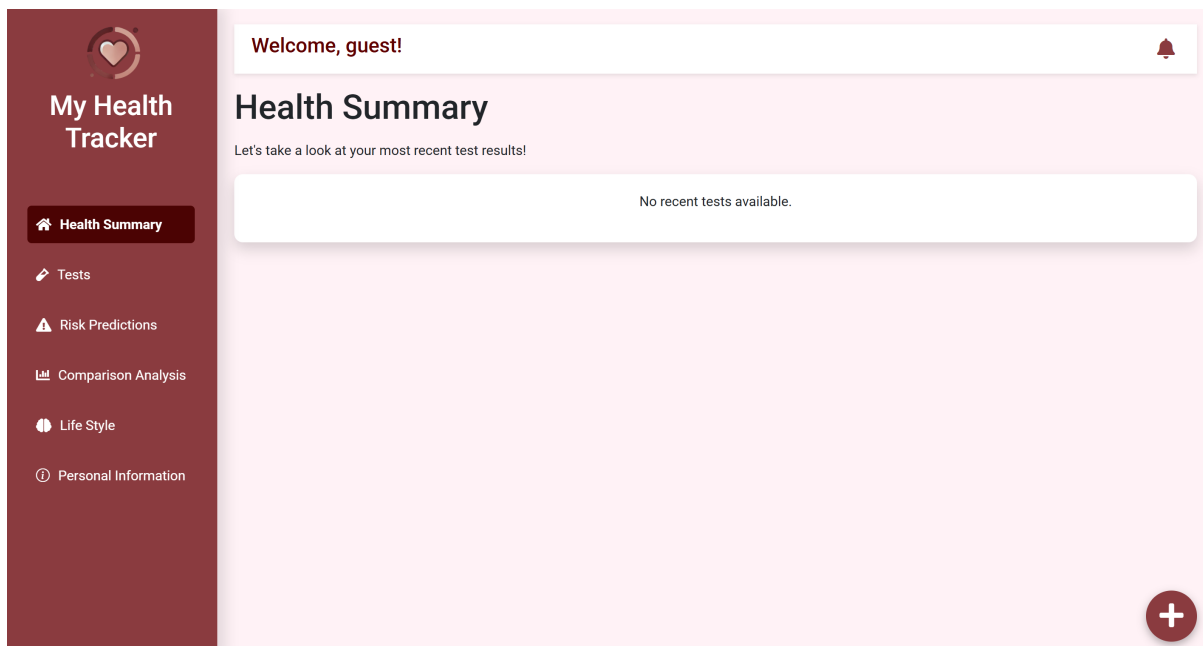 My Health
Tracker
Health Summary
Tests
Risk Predictions
Comparison Analysis
Life Style
Personal Information
Welcome, guest!
Health Summary
Let's take a look at your most recent test results!
No recent tests available.